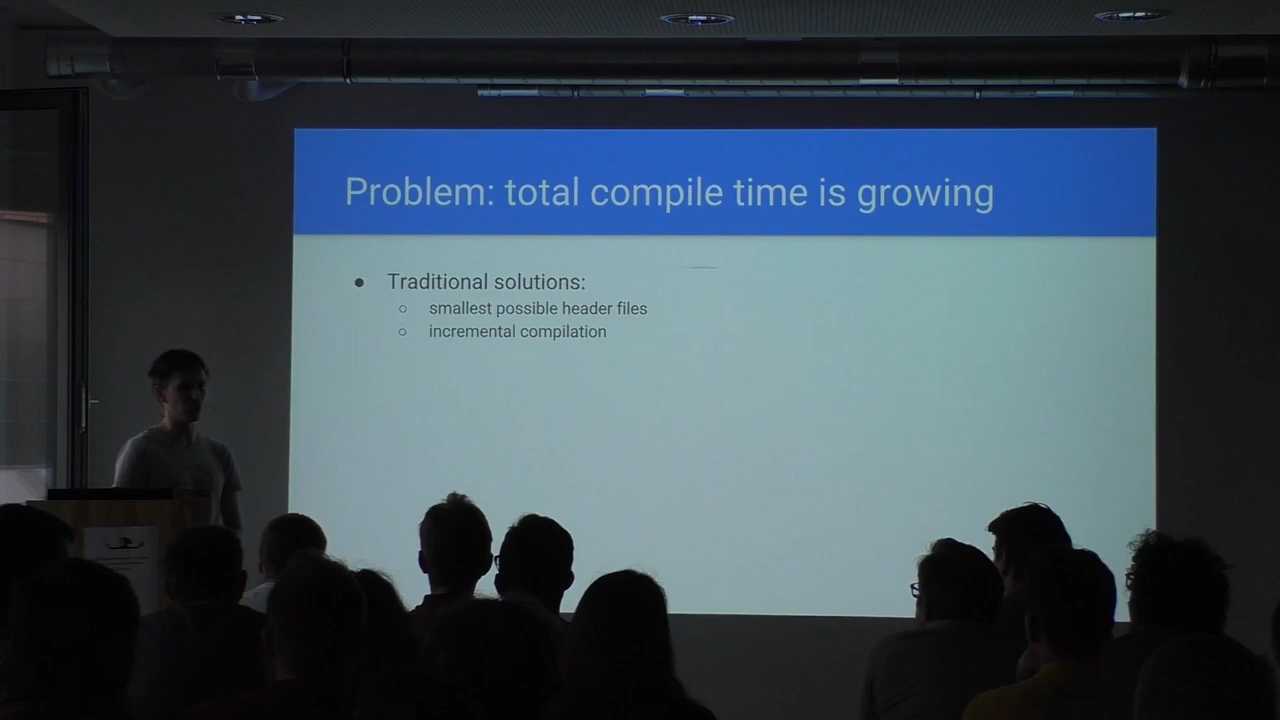 Problem: total compile time is growing
Traditional solutions:
smallest possible header files
incremental compilation